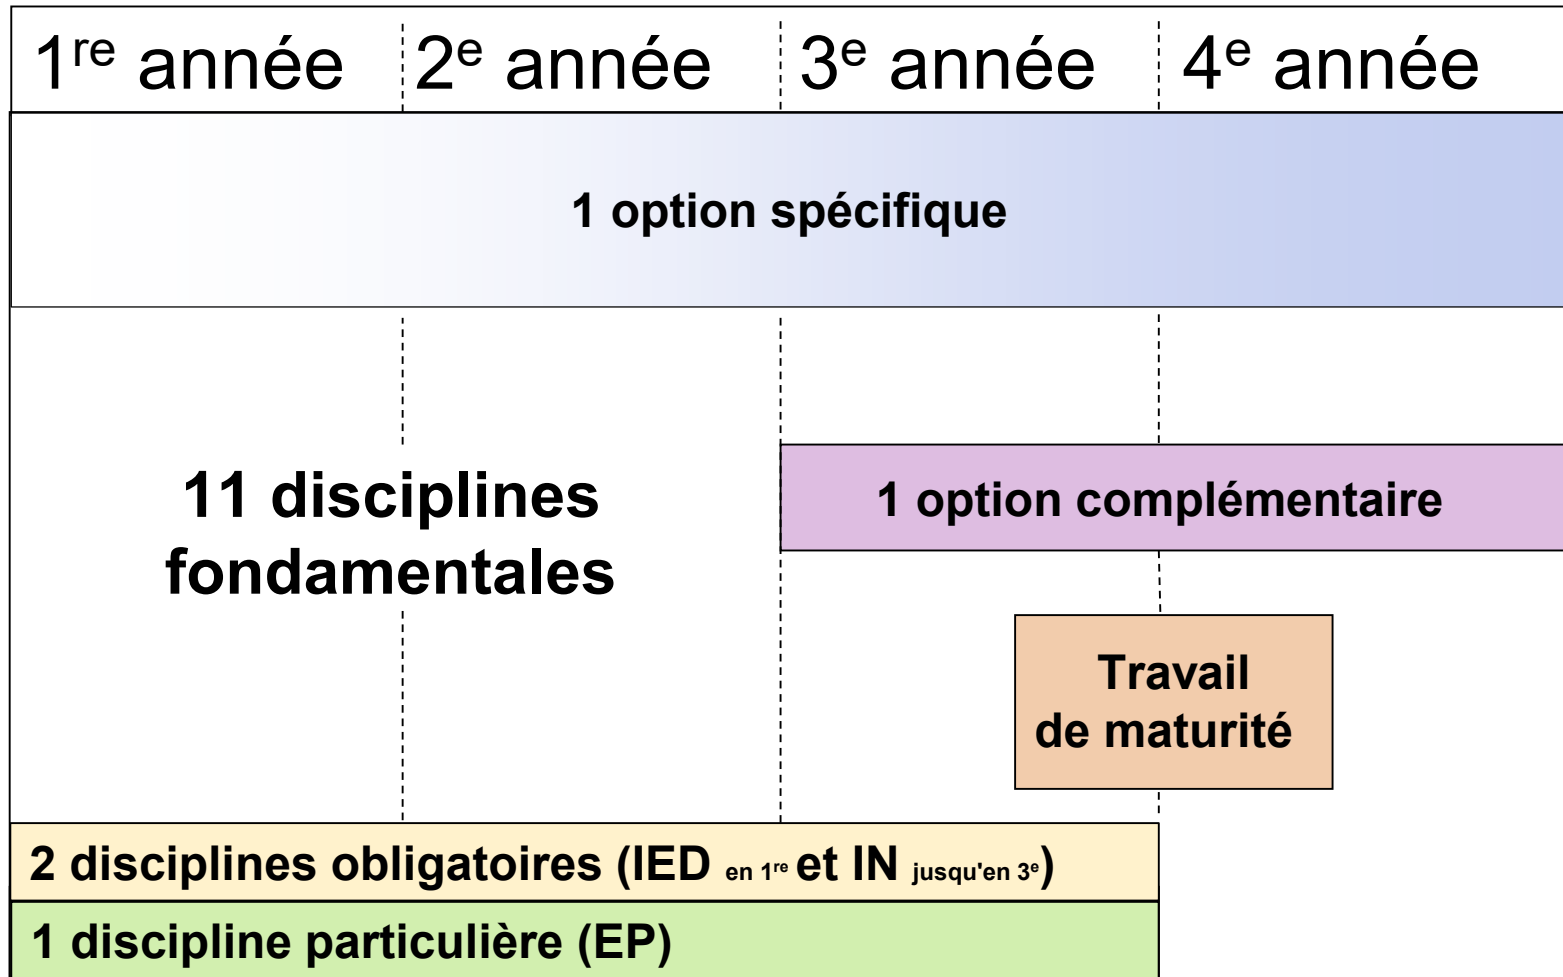 1re année 2e année 3e année 4e année
1 option spécifique
11 disciplines
fondamentales
1 option complémentaire
Travail
de maturité
2 disciplines obligatoires (IED en 1re et IN jusqu'en 3e)
1 discipline particulière (EP)